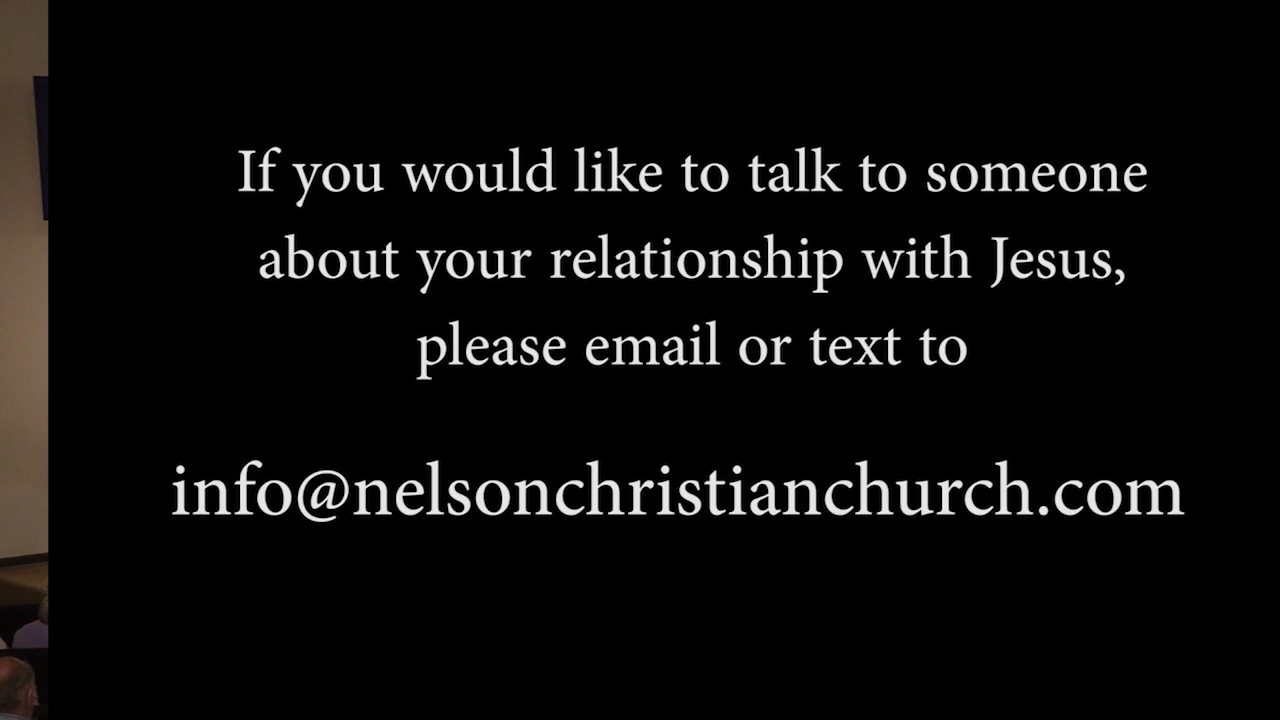 If you would like to talk to someone
about your relationship with Jesus,
please email or text to
info@nelsonchristianchurch.com